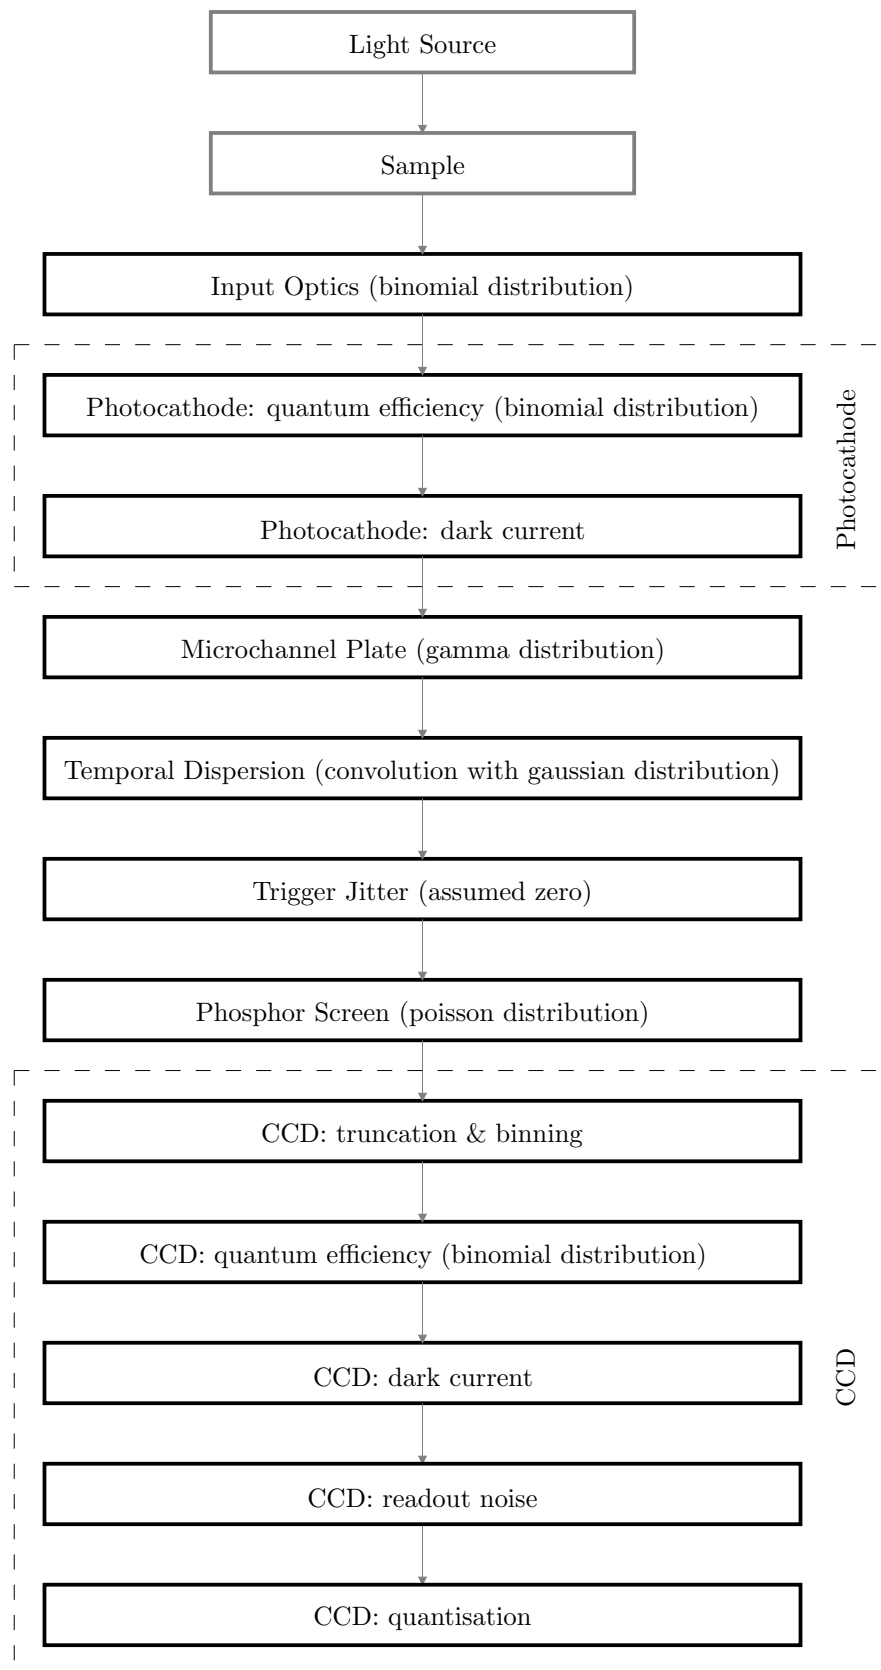 Light Source
Sample
Input Optics (binomial distribution)
Photocathode: quantum efficiency (binomial distribution)
Photocathode
Photocathode: dark current
Microchannel Plate (gamma distribution)
Temporal Dispersion (convolution with gaussian distribution)
Trigger Jitter (assumed zero)
Phosphor Screen (poisson distribution)
CCD: truncation & binning
CCD: quantum efficiency (binomial distribution)
CCD: dark current
CCD
CCD: readout noise
CCD: quantisation